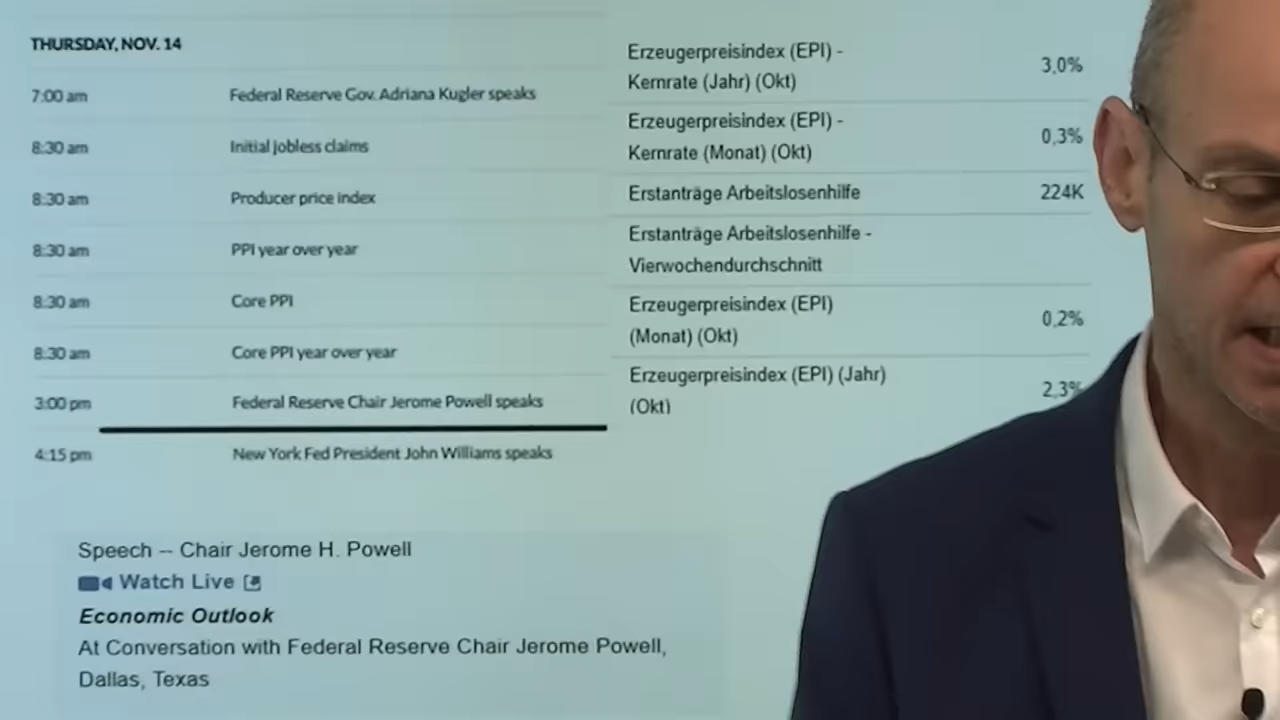 THURSDAY, NOV. 14
7:00 am Federal Reserve Gov. Adriana Kugler speaks
8:30 am Initial jobless claims
8:30 am Producer price index
8:30 am PPI year over year
8:30 am Core PPI
8:30 am Core PPI year over year
3:00 pm Federal Reserve Chair Jerome Powell speaks
4:15 pm New York Fed President John Williams speaks
Erzeugerpreisindex (EPI) -
Kernrate (Jahr) (Okt) 3,0%
Erzeugerpreisindex (EPI) -
Kernrate (Monat) (Okt) 0,3%
Erstanträge Arbeitslosenhilfe 224K
Erstanträge Arbeitslosenhilfe -
Vierwochendurchschnitt
Erzeugerpreisindex (EPI)
(Monat) (Okt) 0,2%
Erzeugerpreisindex (EPI) (Jahr)
(Okt) 2,3%
Speech -- Chair Jerome H. Powell
Watch Live
Economic Outlook
At Conversation with Federal Reserve Chair Jerome Powell,
Dallas, Texas